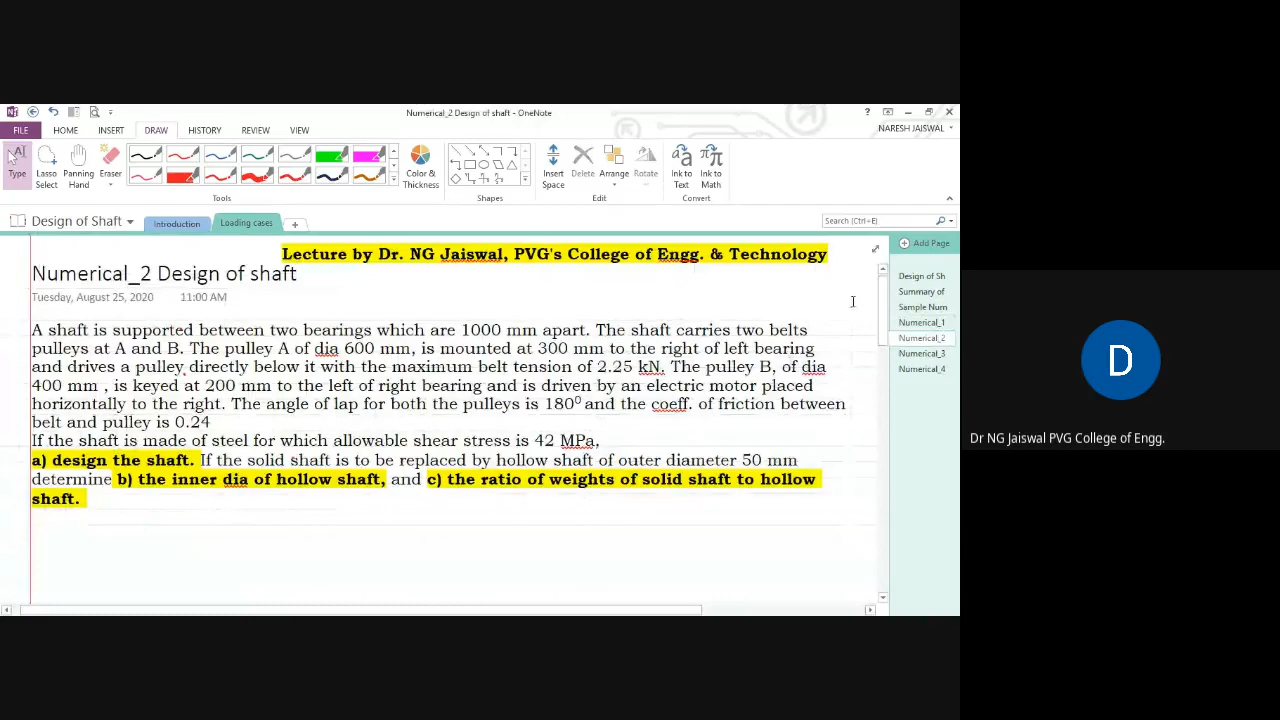 Numerical_2 Design of shaft - OneNote
NARESH JAISWAL
FILE HOME INSERT DRAW HISTORY REVIEW VIEW
Type
Lasso Select
Panning Hand
Eraser
Color & Thickness
Insert Space
Delete
Arrange
Rotate
Ink to Text
Ink to Math
Tools Shapes Edit Convert
Design of Shaft Introduction Loading cases
Search (Ctrl+E)
Add Page
Lecture by Dr. NG Jaiswal, PVG's College of Engg. & Technology
Numerical_2 Design of shaft
Tuesday, August 25, 2020 11:00 AM
A shaft is supported between two bearings which are 1000 mm apart. The shaft carries two belts
pulleys at A and B. The pulley A of dia 600 mm, is mounted at 300 mm to the right of left bearing
and drives a pulley directly below it with the maximum belt tension of 2.25 kN. The pulley B, of dia
400 mm , is keyed at 200 mm to the left of right bearing and is driven by an electric motor placed
horizontally to the right. The angle of lap for both the pulleys is 180⁰ and the coeff. of friction between
belt and pulley is 0.24
If the shaft is made of steel for which allowable shear stress is 42 MPa,
a) design the shaft. If the solid shaft is to be replaced by hollow shaft of outer diameter 50 mm
determine b) the inner dia of hollow shaft, and c) the ratio of weights of solid shaft to hollow
shaft.
Design of Sh
Summary of
Sample Num
Numerical_1
Numerical_2
Numerical_3
Numerical_4
D
Dr NG Jaiswal PVG College of Engg.